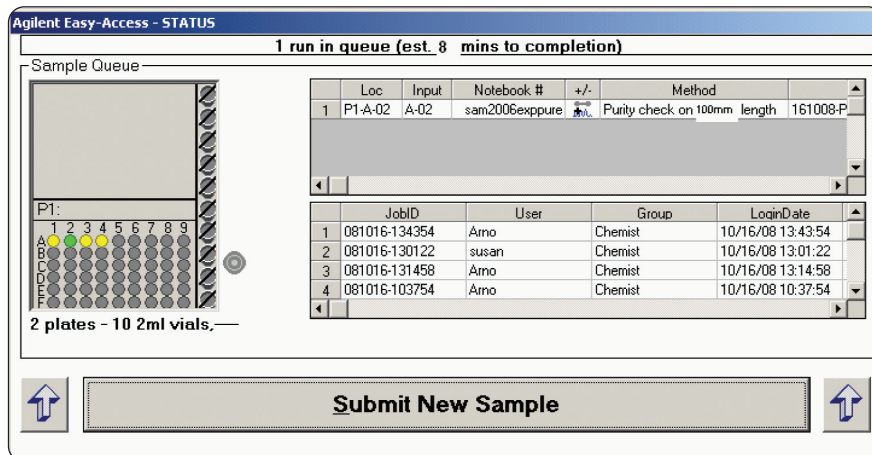 Agilent Easy-Access - STATUS
1 run in queue (est. 8 mins to completion)
Sample Queue
Loc Input Notebook # +/- Method
1 P1-A-02 A-02 sam2006exppure Purity check on 100mm length 161008-P
P1:
1 2 3 4 5 6 7 8 9
A
B
C
D
E
F
2 plates - 10 2ml vials,
JobID User Group LoginDate
1 081016-134354 Arno Chemist 10/16/08 13:43:54
2 081016-130122 susan Chemist 10/16/08 13:01:22
3 081016-131458 Arno Chemist 10/16/08 13:14:58
4 081016-103754 Arno Chemist 10/16/08 10:37:54
Submit New Sample